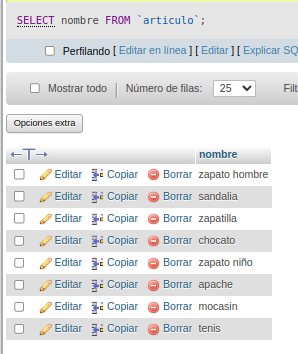 SELECT nombre FROM `articulo`;
Perfilando [ Editar en línea ] [ Editar ] [ Explicar SQ
Mostrar todo Número de filas: 25 Filt
Opciones extra
nombre
Editar Copiar Borrar zapato hombre
Editar Copiar Borrar sandalia
Editar Copiar Borrar zapatilla
Editar Copiar Borrar chocato
Editar Copiar Borrar zapato niño
Editar Copiar Borrar apache
Editar Copiar Borrar mocasin
Editar Copiar Borrar tenis